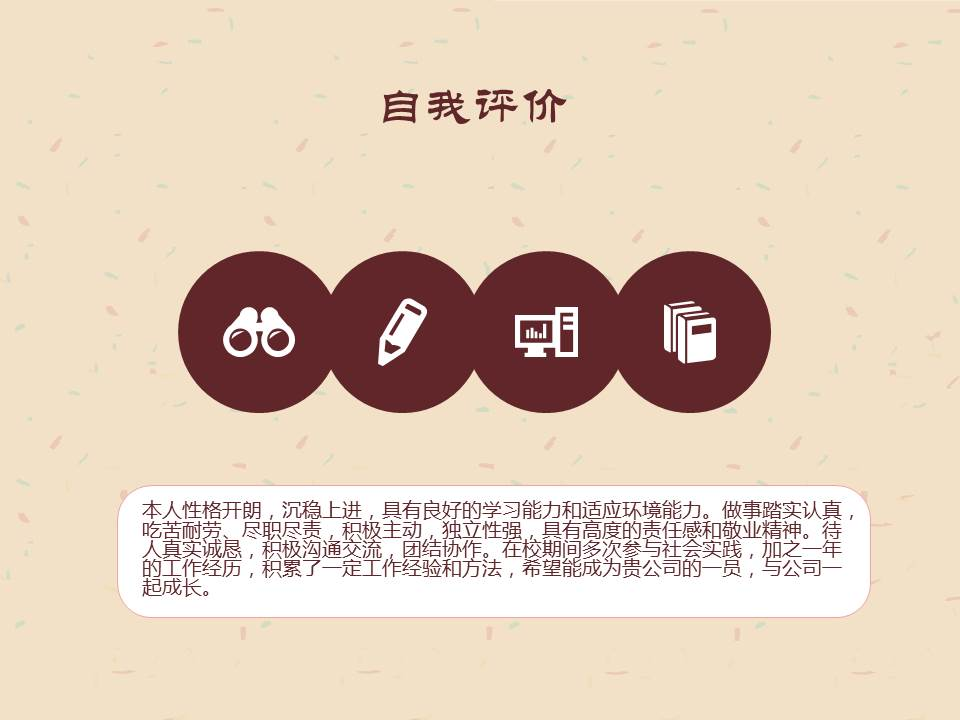 自我评价
本人性格开朗，沉稳上进，具有良好的学习能力和适应环境能力。做事踏实认真，
吃苦耐劳、尽职尽责，积极主动，独立性强，具有高度的责任感和敬业精神。待
人真实诚恳，积极沟通交流，团结协作。在校期间多次参与社会实践，加之一年
的工作经历，积累了一定工作经验和方法，希望能成为贵公司的一员，与公司一
起成长。